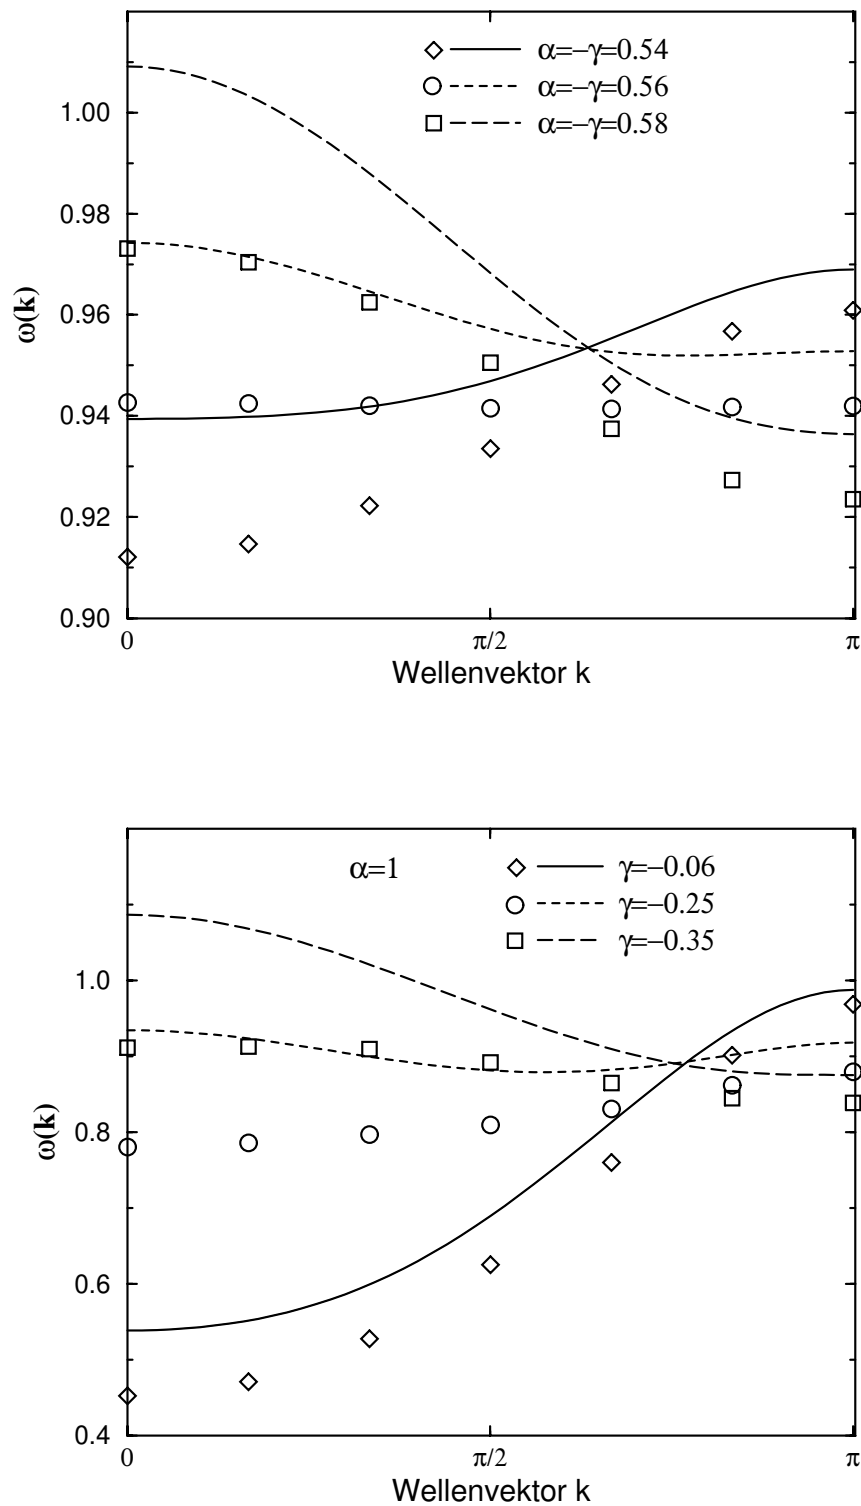 α=−γ=0.54
α=−γ=0.56
α=−γ=0.58
1.00
0.98
0.96
0.94
0.92
0.90
ω(k)
0 π/2 π
Wellenvektor k
α=1
γ=−0.06
γ=−0.25
γ=−0.35
1.0
0.8
0.6
0.4
ω(k)
0 π/2 π
Wellenvektor k